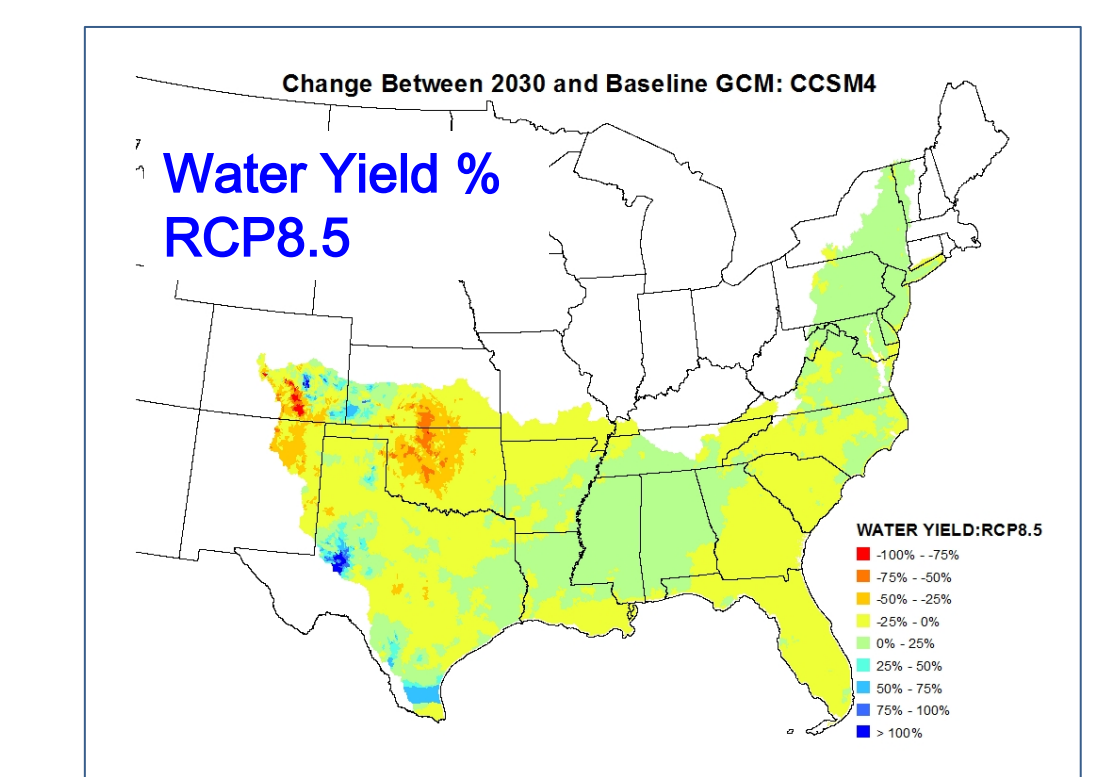 Change Between 2030 and Baseline GCM: CCSM4
Water Yield %
RCP8.5
WATER YIELD:RCP8.5
-100% - -75%
-75% - -50%
-50% - -25%
-25% - 0%
0% - 25%
25% - 50%
50% - 75%
75% - 100%
> 100%